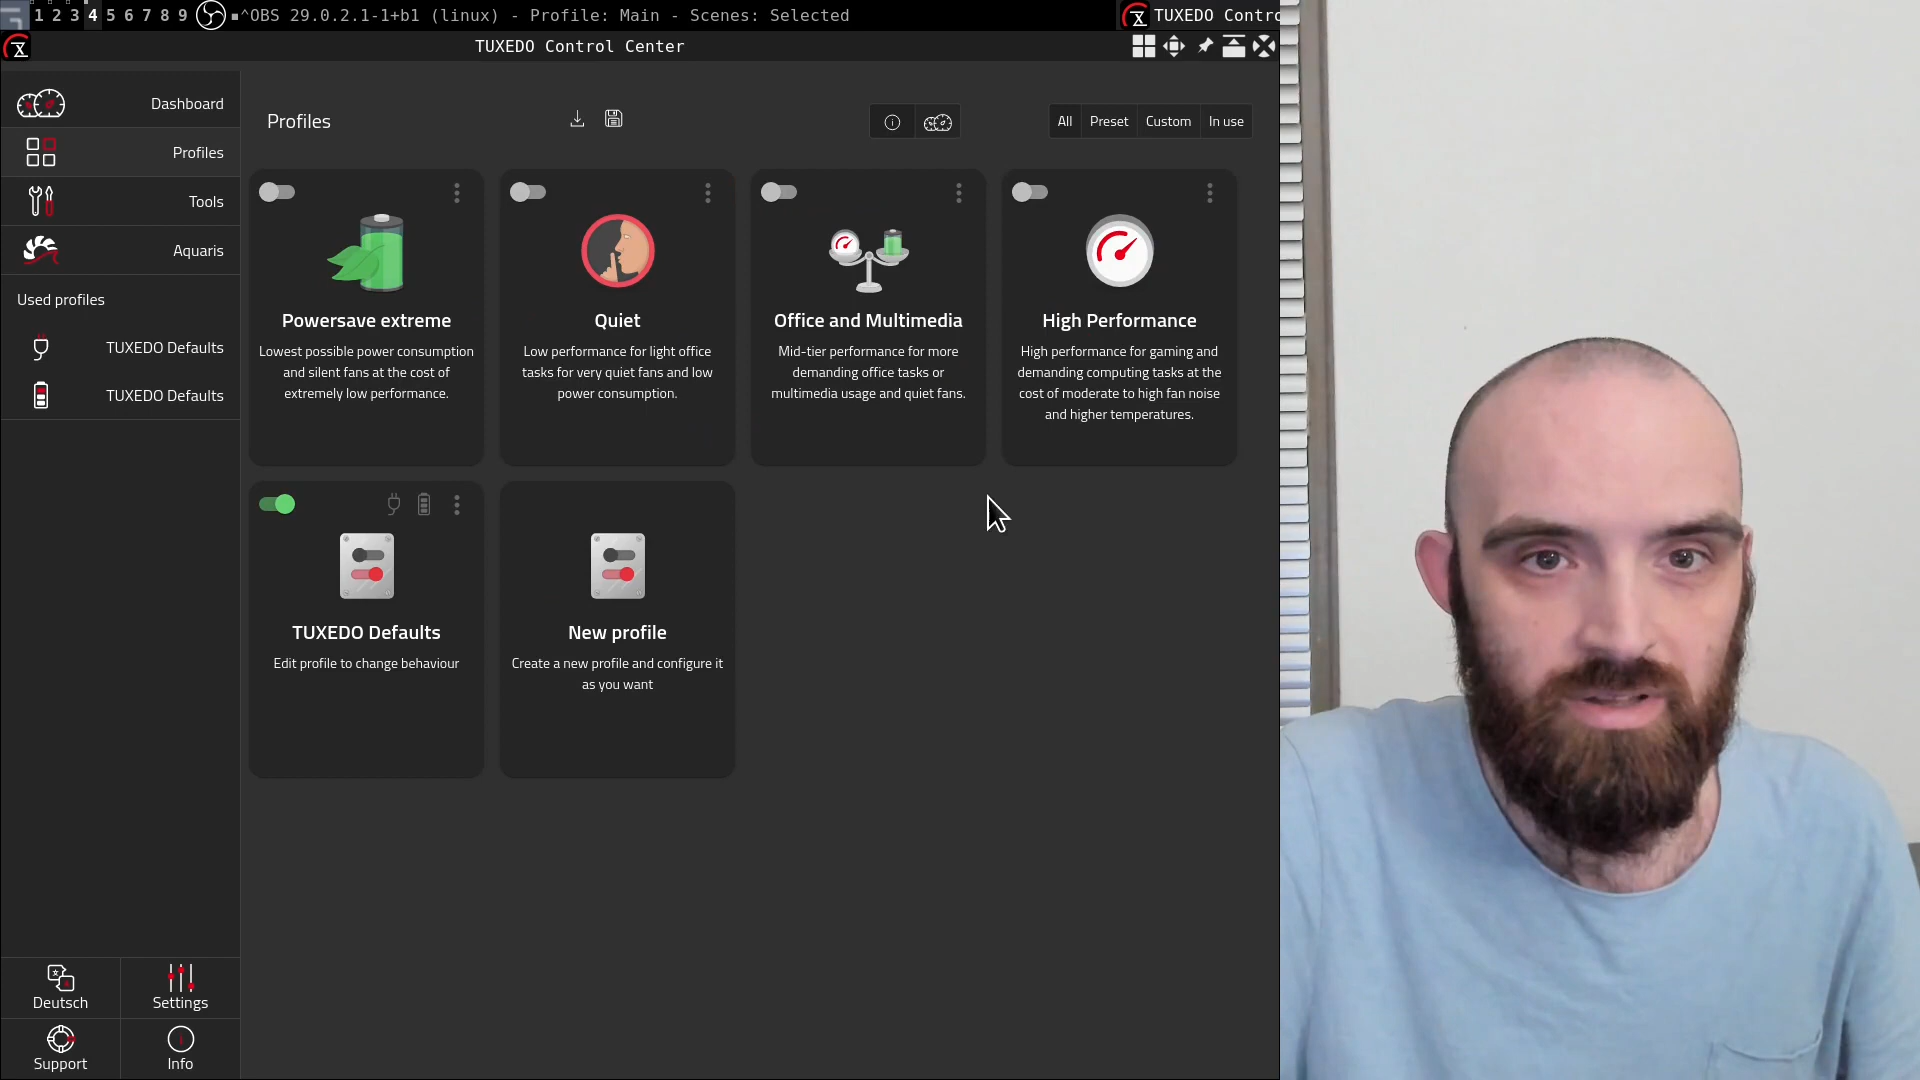 1 2 3 4 5 6 7 8 9 ▪^OBS 29.0.2.1-1+b1 (linux) - Profile: Main - Scenes: Selected
TUXEDO Contro
TUXEDO Control Center
Dashboard
Profiles
Tools
Aquaris
Used profiles
TUXEDO Defaults
TUXEDO Defaults
Deutsch
Settings
Support
Info
Profiles
All
Preset
Custom
In use
Powersave extreme
Lowest possible power consumption
and silent fans at the cost of
extremely low performance.
Quiet
Low performance for light office
tasks for very quiet fans and low
power consumption.
Office and Multimedia
Mid-tier performance for more
demanding office tasks or
multimedia usage and quiet fans.
High Performance
High performance for gaming and
demanding computing tasks at the
cost of moderate to high fan noise
and higher temperatures.
TUXEDO Defaults
Edit profile to change behaviour
New profile
Create a new profile and configure it
as you want